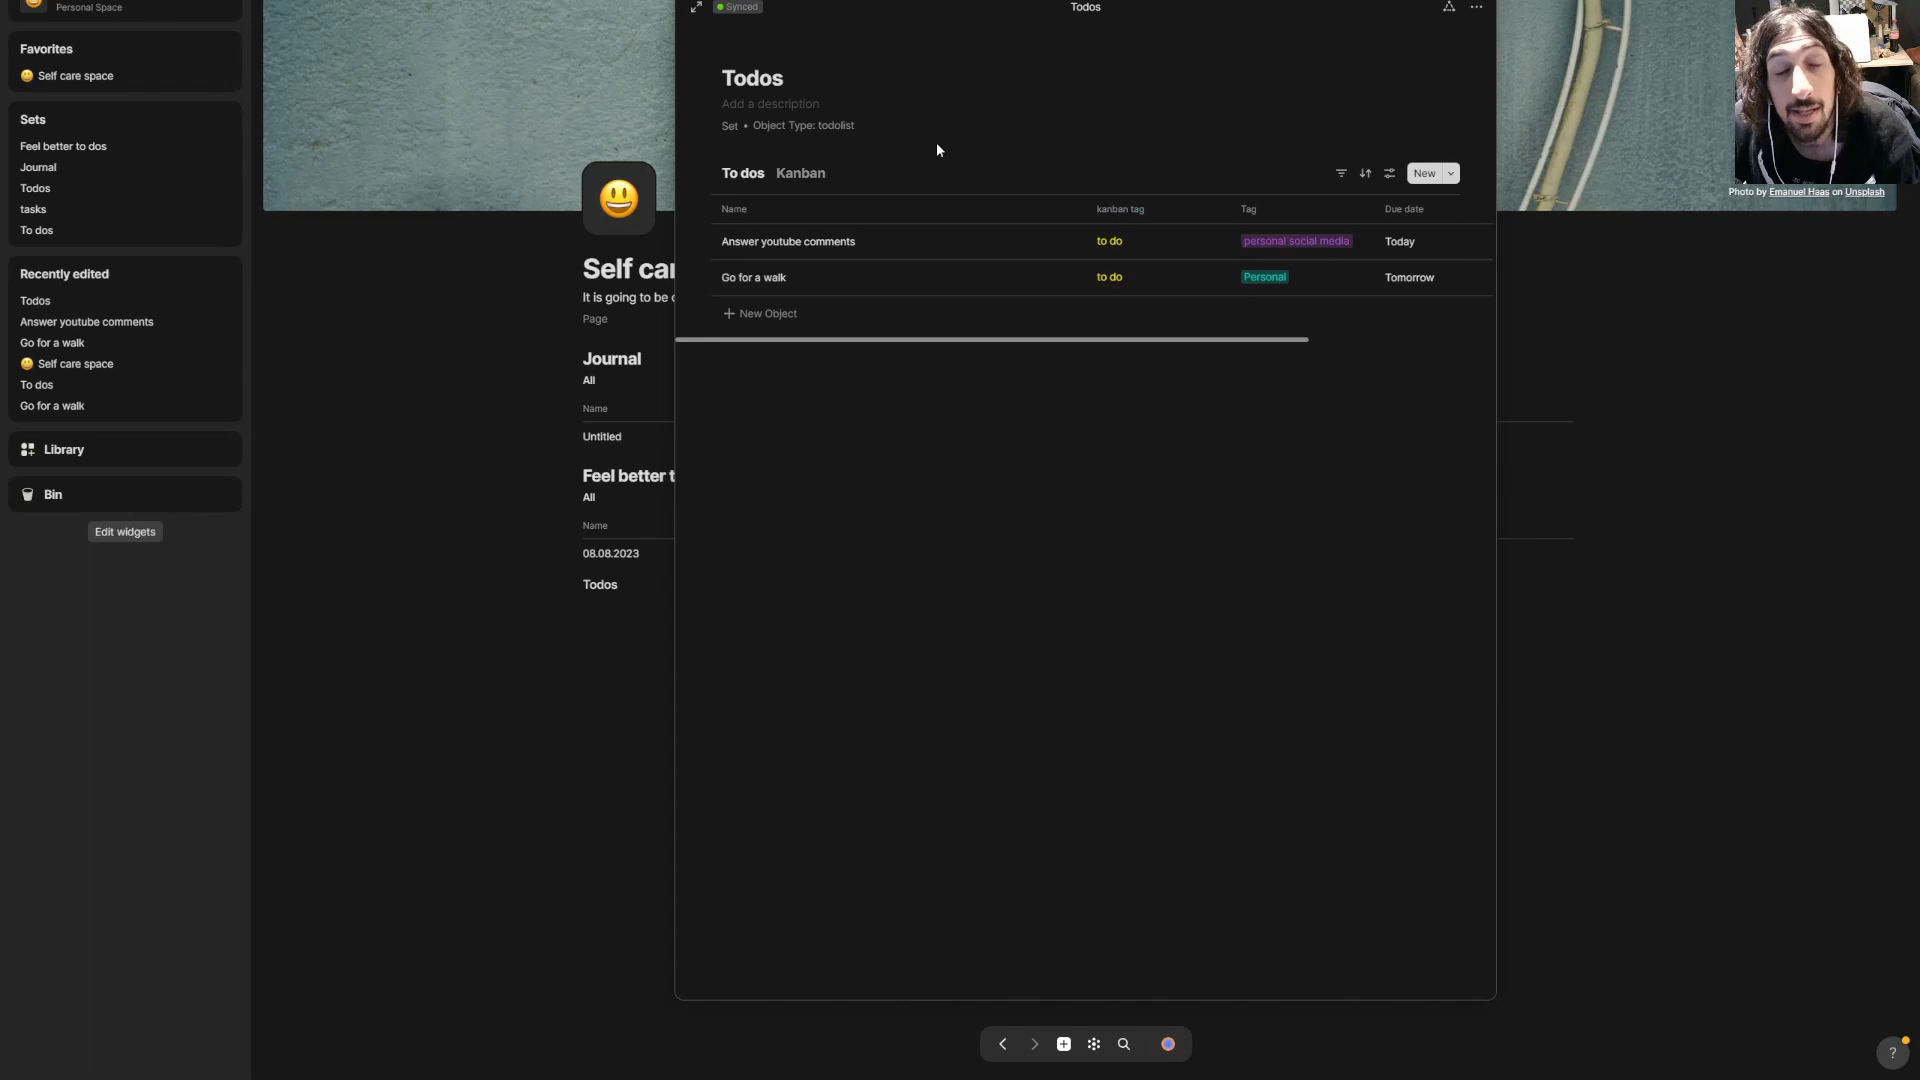 Personal Space
Favorites
Self care space
Sets
Feel better to dos
Journal
Todos
tasks
To dos
Recently edited
Todos
Answer youtube comments
Go for a walk
Self care space
To dos
Go for a walk
Library
Bin
Edit widgets
Self car
It is going to be
Page
Journal
All
Name
Untitled
Feel better t
All
Name
08.08.2023
Todos
Synced
Todos
Todos
Add a description
Set • Object Type: todolist
To dos Kanban
New
Name kanban tag Tag Due date
Answer youtube comments to do personal social media Today
Go for a walk to do Personal Tomorrow
+ New Object
Photo by Emanuel Haas on Unsplash
?